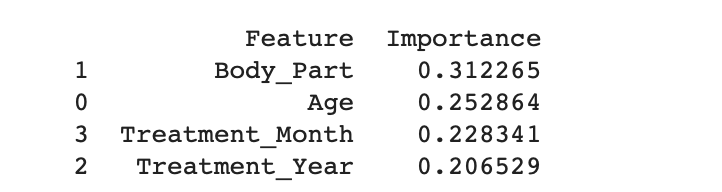 Feature Importance
1 Body_Part 0.312265
0 Age 0.252864
3 Treatment_Month 0.228341
2 Treatment_Year 0.206529